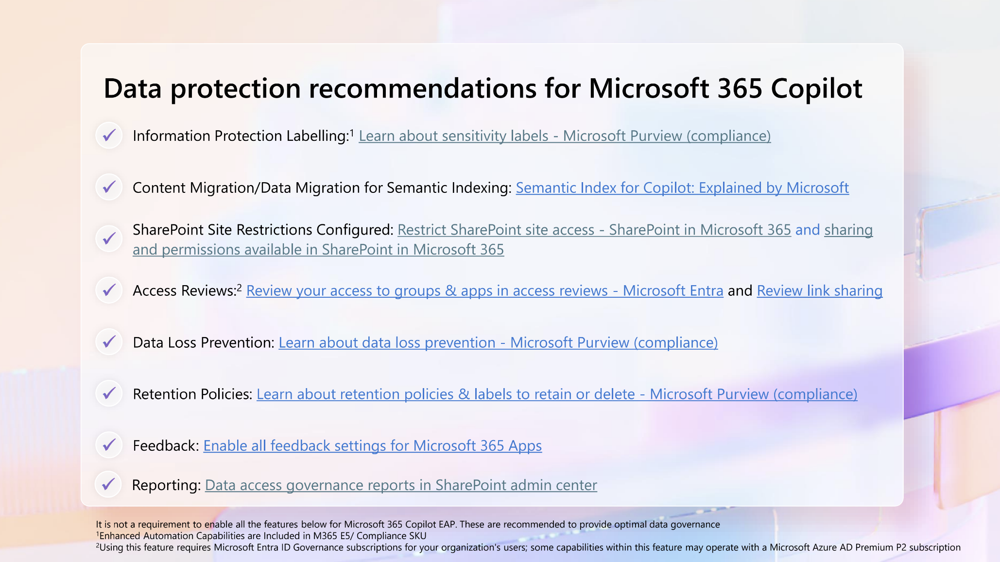 Data protection recommendations for Microsoft 365 Copilot
Information Protection Labelling:¹ Learn about sensitivity labels - Microsoft Purview (compliance)
Content Migration/Data Migration for Semantic Indexing: Semantic Index for Copilot: Explained by Microsoft
SharePoint Site Restrictions Configured: Restrict SharePoint site access - SharePoint in Microsoft 365 and sharing
and permissions available in SharePoint in Microsoft 365
Access Reviews:² Review your access to groups & apps in access reviews - Microsoft Entra and Review link sharing
Data Loss Prevention: Learn about data loss prevention - Microsoft Purview (compliance)
Retention Policies: Learn about retention policies & labels to retain or delete - Microsoft Purview (compliance)
Feedback: Enable all feedback settings for Microsoft 365 Apps
Reporting: Data access governance reports in SharePoint admin center
It is not a requirement to enable all the features below for Microsoft 365 Copilot EAP. These are recommended to provide optimal data governance
¹Enhanced Automation Capabilities are Included in M365 E5/ Compliance SKU
²Using this feature requires Microsoft Entra ID Governance subscriptions for your organization's users; some capabilities within this feature may operate with a Microsoft Azure AD Premium P2 subscription